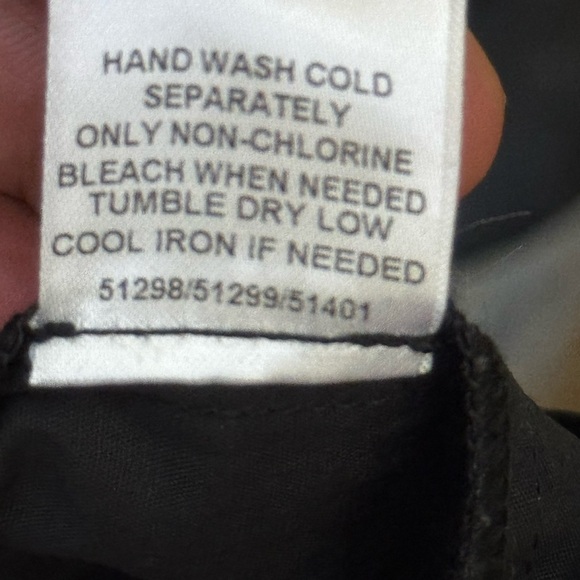 HAND WASH COLD
SEPARATELY
ONLY NON-CHLORINE
BLEACH WHEN NEEDED
TUMBLE DRY LOW
COOL IRON IF NEEDED
51298/51299/51401